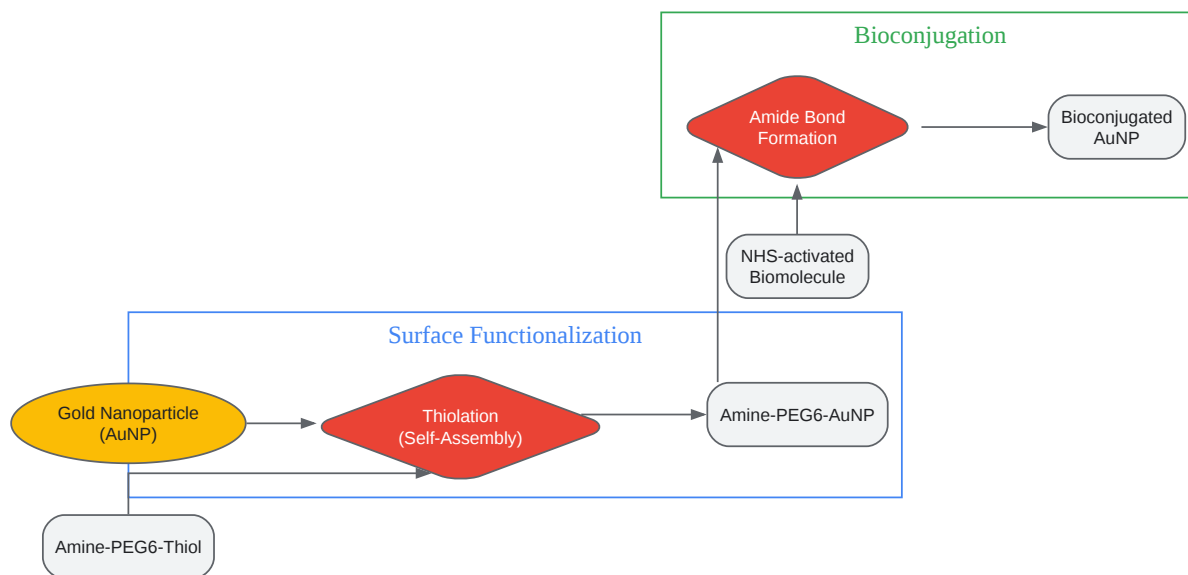 Bioconjugation
Amide Bond
Formation
Bioconjugated
AuNP
NHS-activated
Biomolecule
Surface Functionalization
Gold Nanoparticle
(AuNP)
Thiolation
(Self-Assembly)
Amine-PEG6-AuNP
Amine-PEG6-Thiol